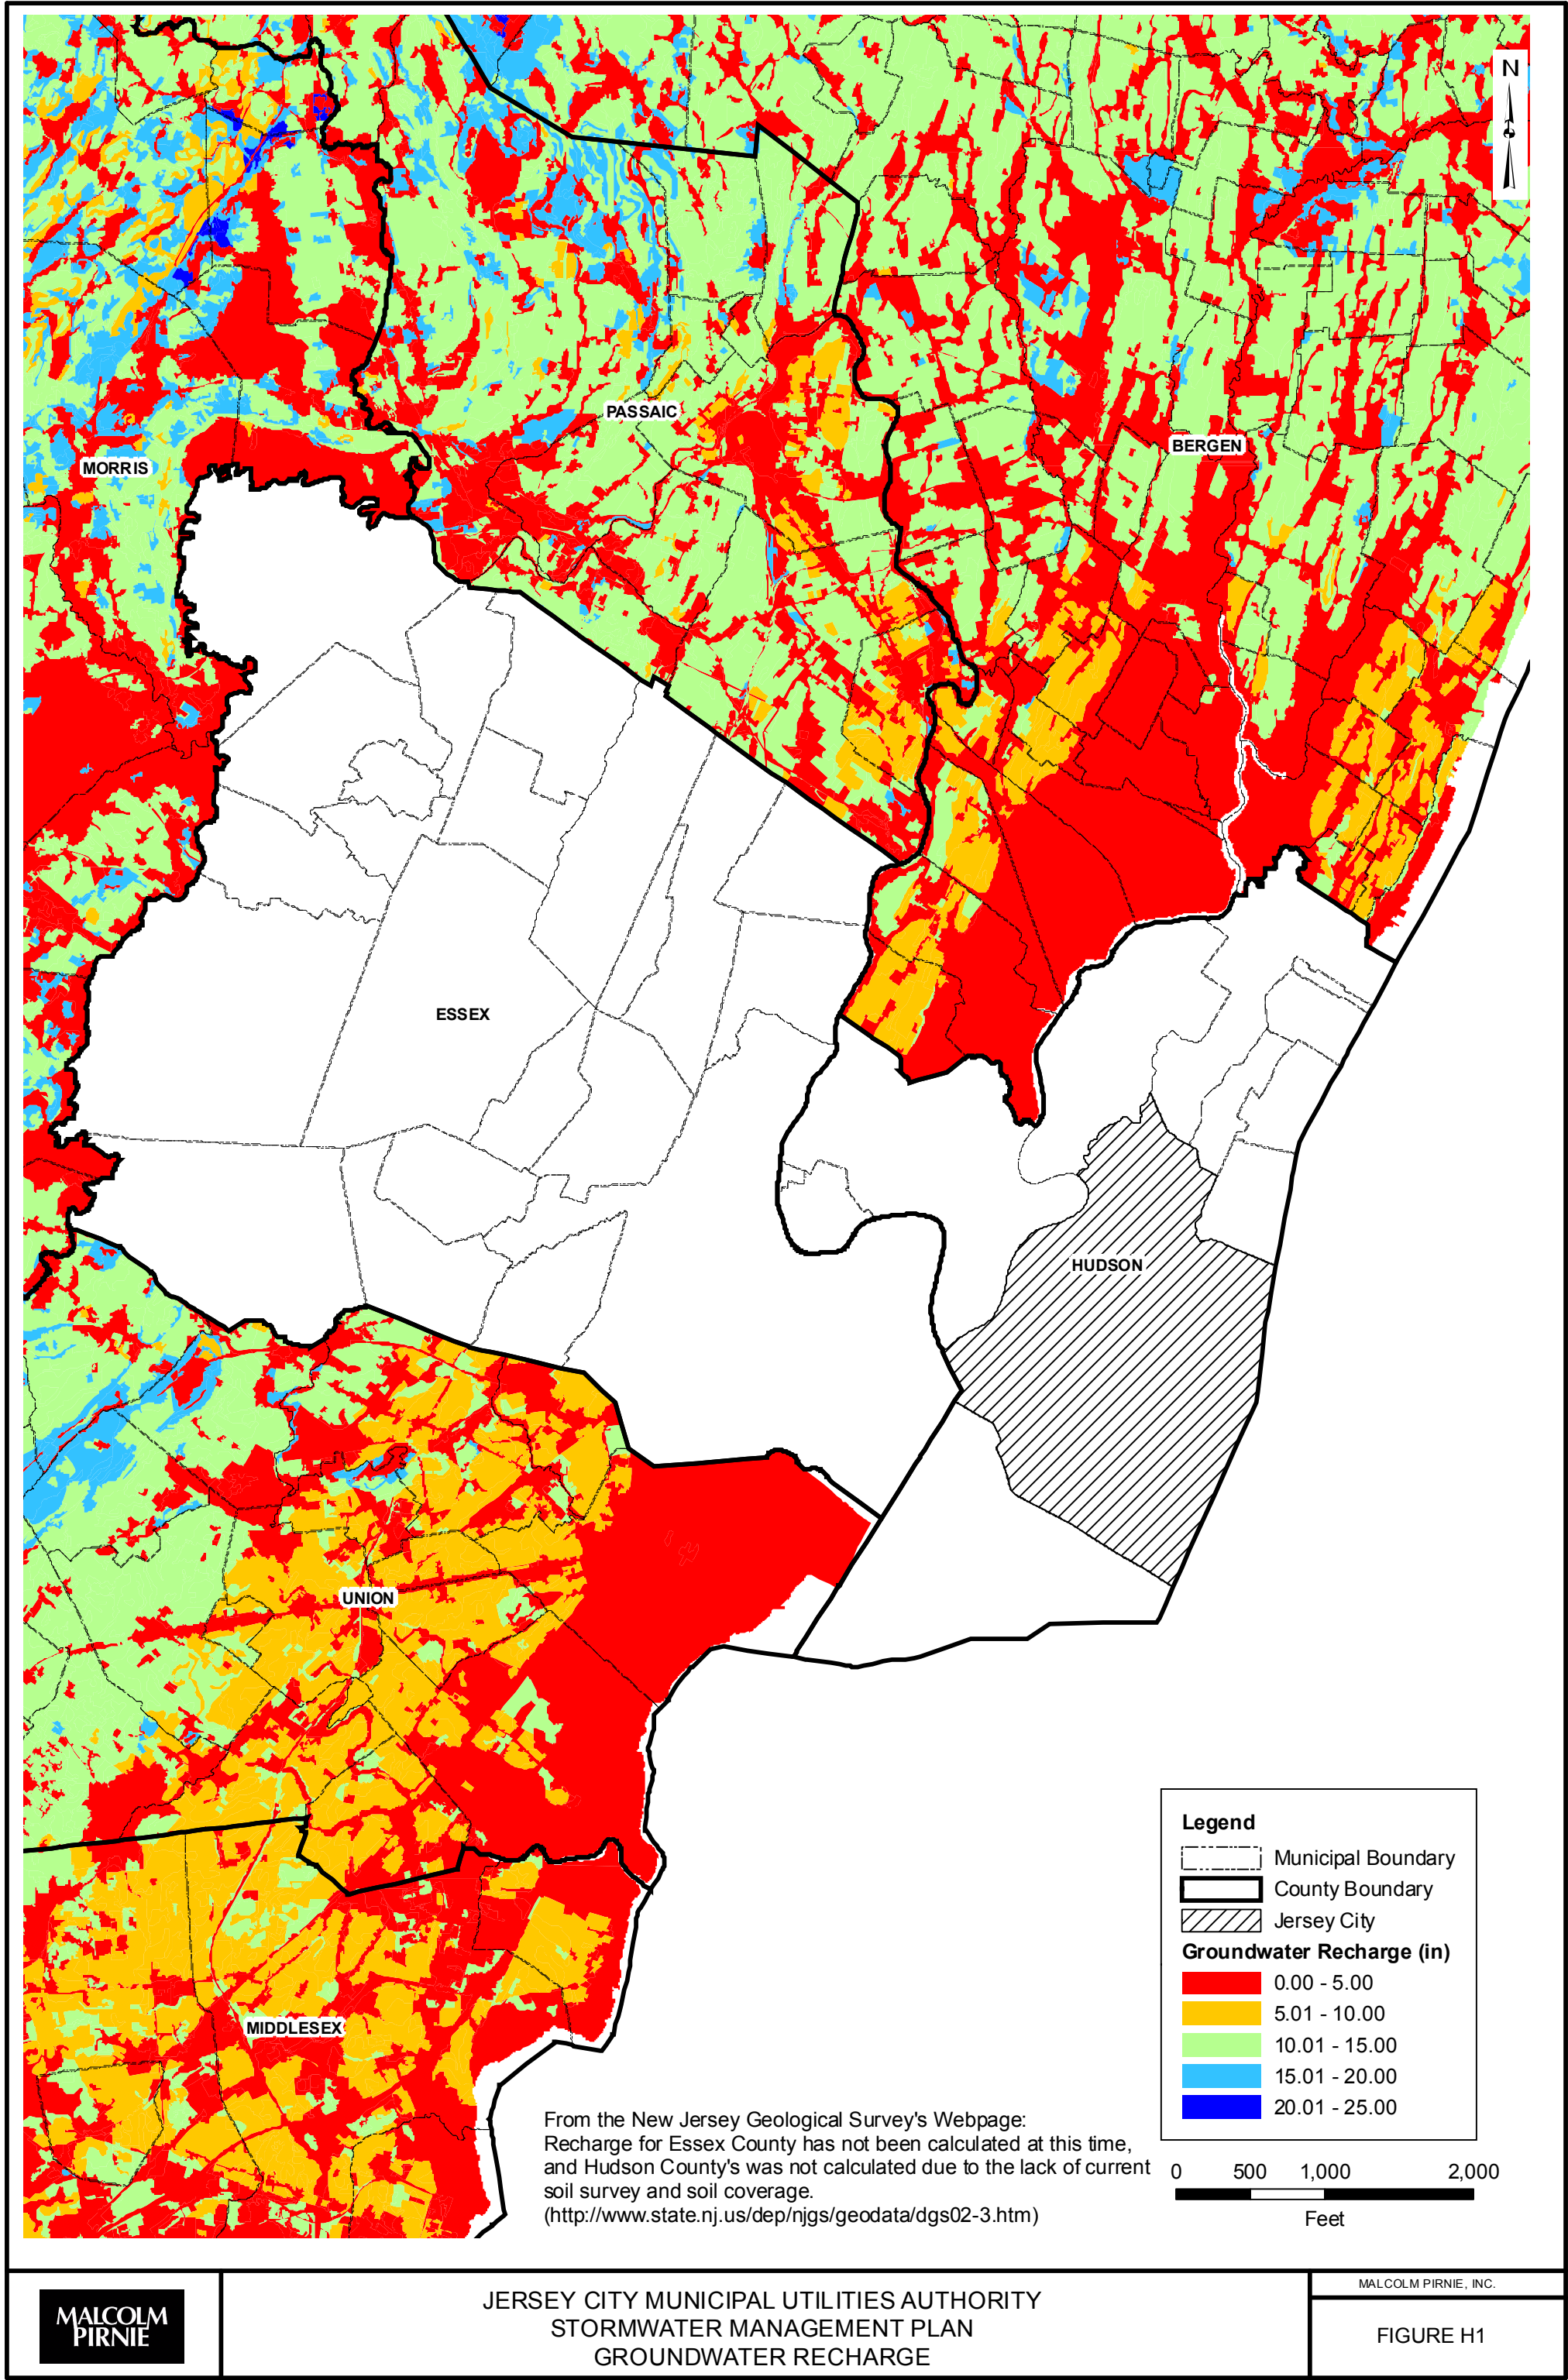 N
PASSAIC
BERGEN
MORRIS
ESSEX
HUDSON
UNION
MIDDLESEX
Legend
Municipal Boundary
County Boundary
Jersey City
Groundwater Recharge (in)
0.00 - 5.00
5.01 - 10.00
10.01 - 15.00
15.01 - 20.00
20.01 - 25.00
From the New Jersey Geological Survey's Webpage:
Recharge for Essex County has not been calculated at this time,
and Hudson County's was not calculated due to the lack of current
soil survey and soil coverage.
(http://www.state.nj.us/dep/njgs/geodata/dgs02-3.htm)
0 500 1,000 2,000
Feet
MALCOLM
PIRNIE
JERSEY CITY MUNICIPAL UTILITIES AUTHORITY
STORMWATER MANAGEMENT PLAN
GROUNDWATER RECHARGE
MALCOLM PIRNIE, INC.
FIGURE H1